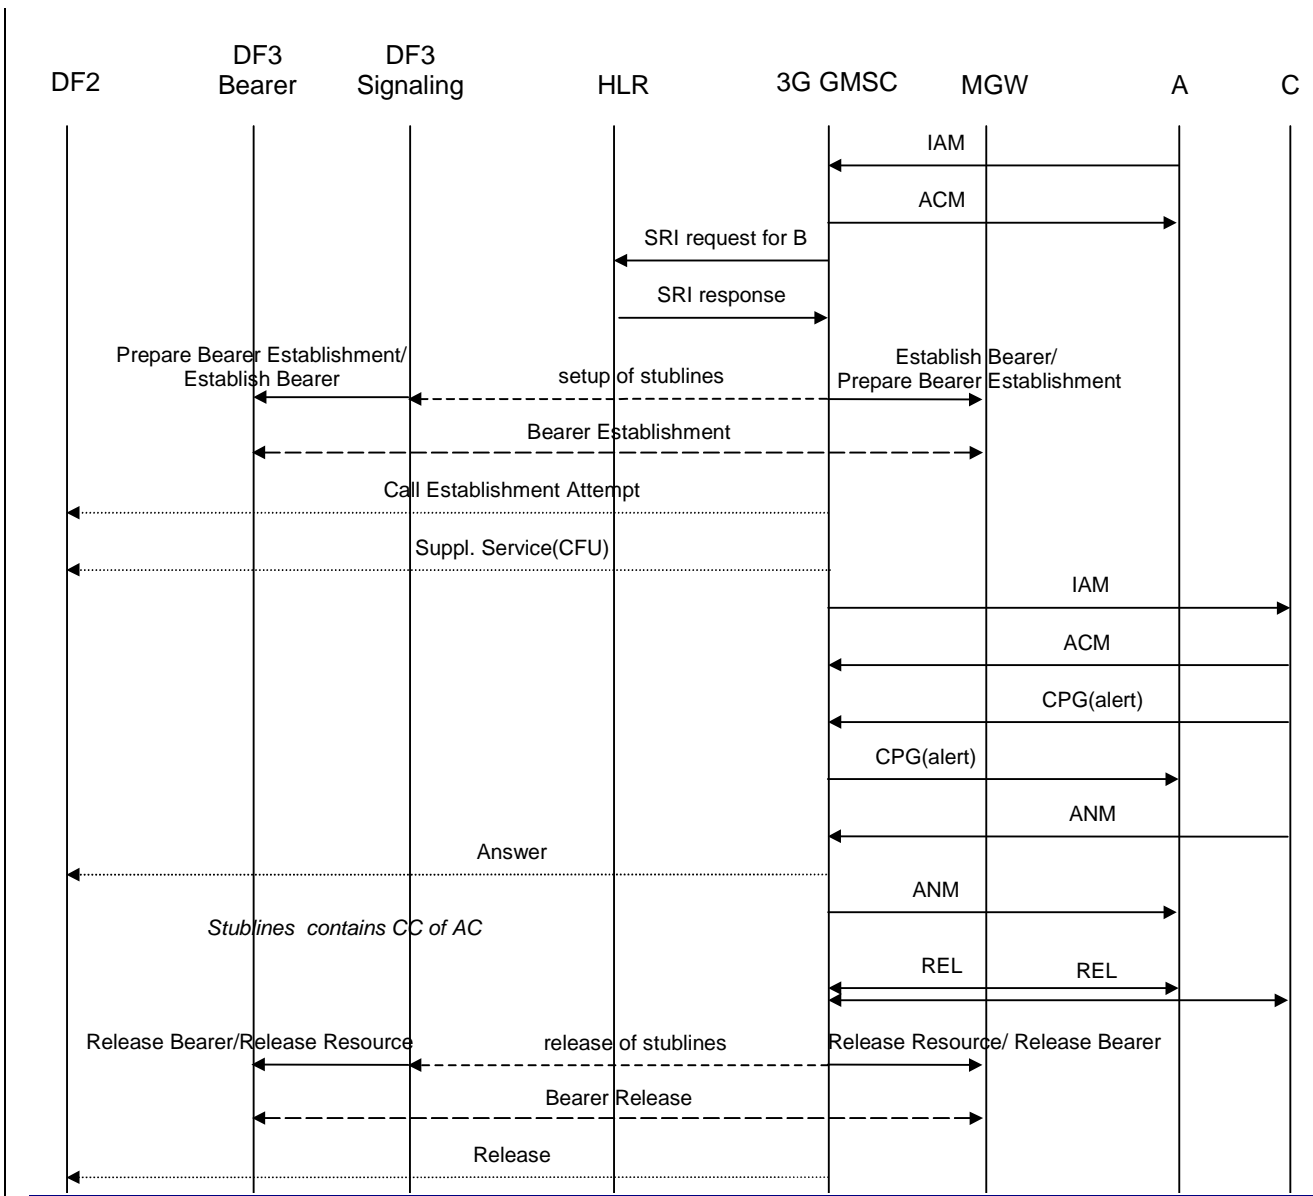 DF2
DF3
Bearer
DF3
Signaling
HLR
3G GMSC
MGW
A
C
IAM
ACM
SRI request for B
SRI response
Prepare Bearer Establishment/
Establish Bearer
setup of stublines
Establish Bearer/
Prepare Bearer Establishment
Bearer Establishment
Call Establishment Attempt
Suppl. Service(CFU)
IAM
ACM
CPG(alert)
CPG(alert)
ANM
Answer
ANM
Stublines contains CC of AC
REL
REL
Release Bearer/Release Resource
release of stublines
Release Resource/ Release Bearer
Bearer Release
Release